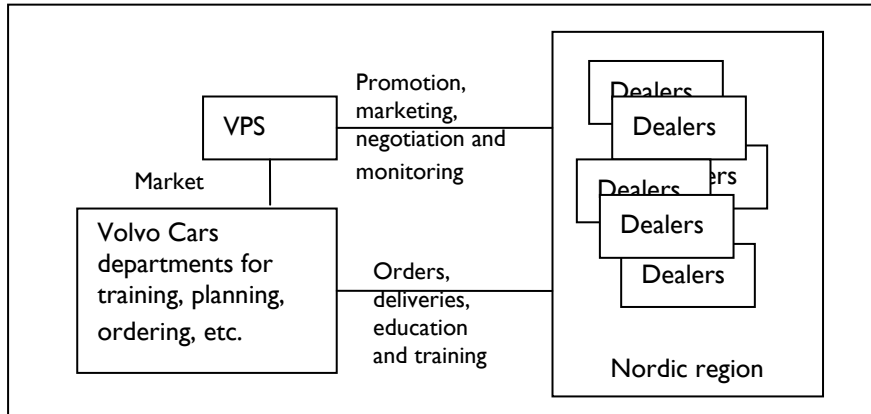 Promotion,
marketing,
negotiation and
monitoring
VPS
Market
Volvo Cars
departments for
training, planning,
ordering, etc.
Orders,
deliveries,
education
and training
Dealers
Dealers
Dealers
Dealers
Dealers
Dealers
Nordic region